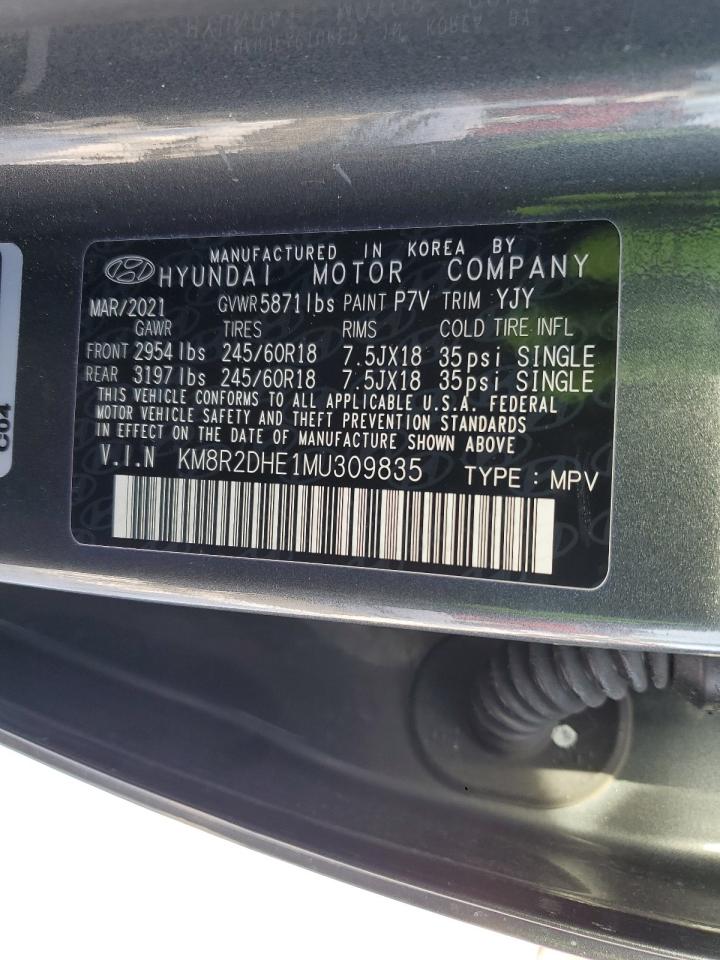 MANUFACTURED IN KOREA BY
HYUNDAI MOTOR COMPANY
MAR/2021 GVWR 5871 lbs PAINT P7V TRIM YJY
GAWR TIRES RIMS COLD TIRE INFL
FRONT 2954 lbs 245/60R18 7.5JX18 35psi SINGLE
REAR 3197 lbs 245/60R18 7.5JX18 35psi SINGLE
THIS VEHICLE CONFORMS TO ALL APPLICABLE U.S.A. FEDERAL
MOTOR VEHICLE SAFETY AND THEFT PREVENTION STANDARDS
IN EFFECT ON THE DATE OF MANUFACTURE SHOWN ABOVE
V.I.N KM8R2DHE1MU309835 TYPE : MPV
C04